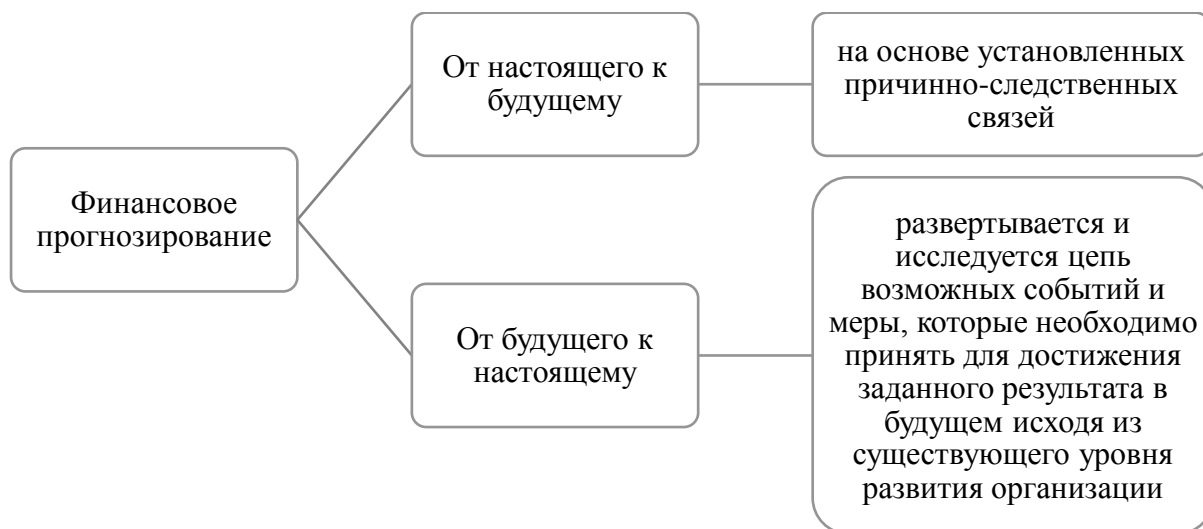 Финансовое
прогнозирование
От настоящего к
будущему
на основе установленных
причинно-следственных
связей
От будущего к
настоящему
развертывается и
исследуется цепь
возможных событий и
меры, которые необходимо
принять для достижения
заданного результата в
будущем исходя из
существующего уровня
развития организации